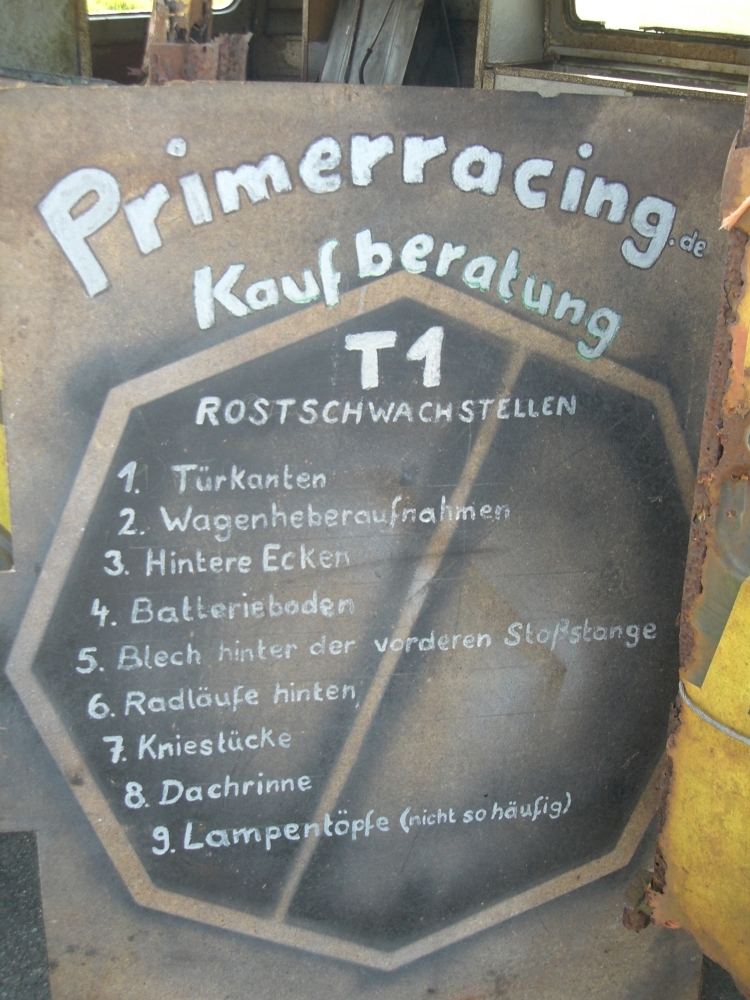 Primerracing.de
Kaufberatung
T1
ROSTSCHWACHSTELLEN
1. Türkanten
2. Wagenheberaufnahmen
3. Hintere Ecken
4. Batterieboden
5. Blech hinter der vorderen Stoßstange
6. Radläufe hinten
7. Kniestücke
8. Dachrinne
9. Lampentöpfe (nicht so häufig)